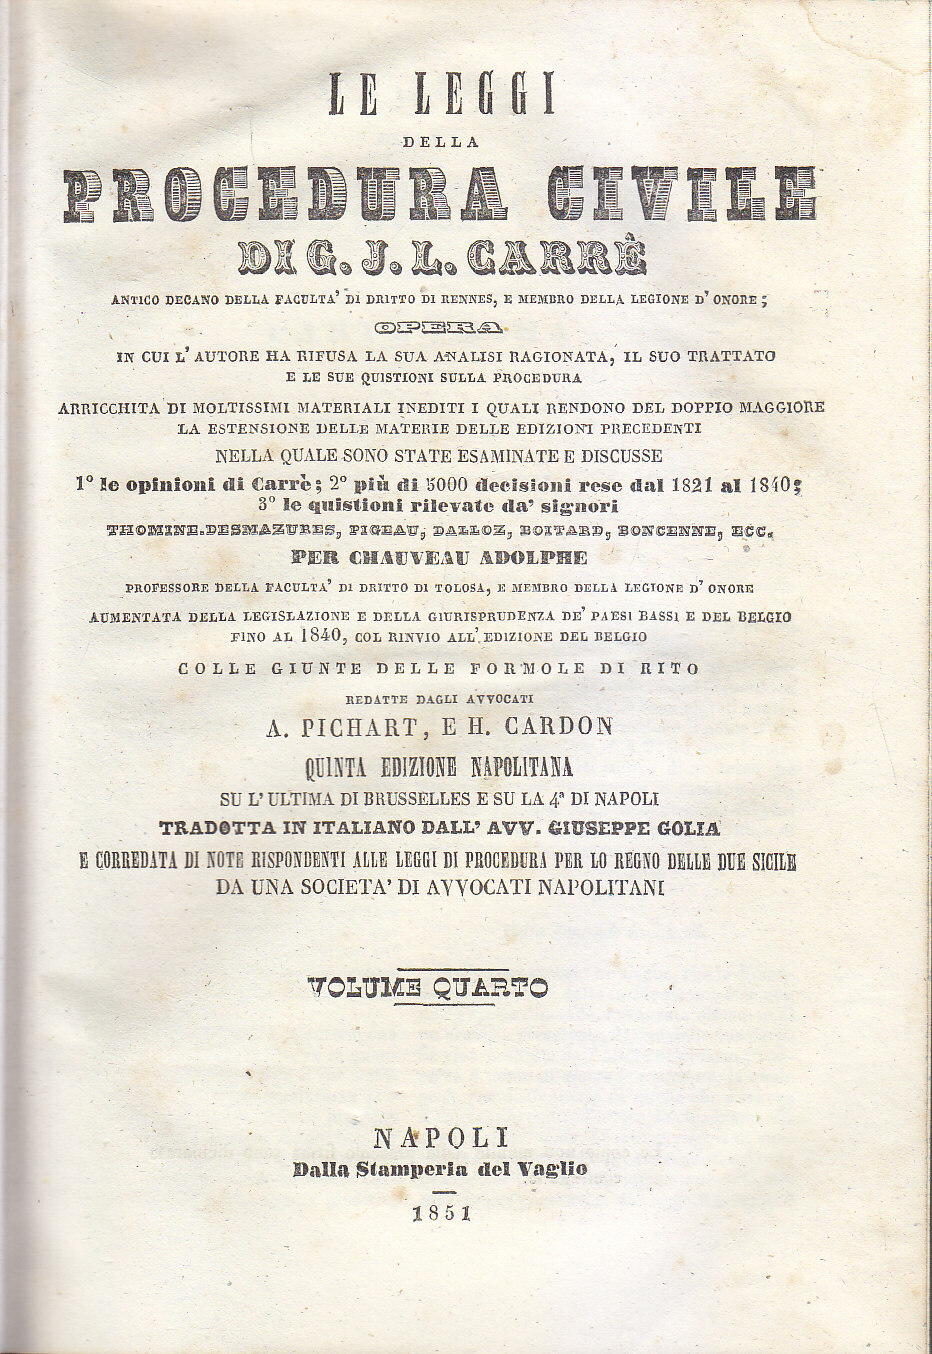 LE LEGGI
DELLA
PROCEDURA CIVILE
DI G. J. L. CARRÈ
ANTICO DECANO DELLA FACULTA' DI DRITTO DI RENNES, E MEMBRO DELLA LEGIONE D' ONORE ;
OPERA
IN CUI L' AUTORE HA RIFUSA LA SUA ANALISI RAGIONATA, IL SUO TRATTATO
E LE SUE QUISTIONI SULLA PROCEDURA
ARRICCHITA DI MOLTISSIMI MATERIALI INEDITI I QUALI RENDONO DEL DOPPIO MAGGIORE
LA ESTENSIONE DELLE MATERIE DELLE EDIZIONI PRECEDENTI
NELLA QUALE SONO STATE ESAMINATE E DISCUSSE
1° le opinioni di Carrè; 2° più di 5000 decisioni rese dal 1821 al 1840;
3° le quistioni rilevate da' signori
THOMINE-DESMAZURES, PIGEAU, DALLOZ, BOITARD, BONCENNE, ECC.
PER CHAUVEAU ADOLPHE
PROFESSORE DELLA FACULTA' DI DRITTO DI TOLOSA, E MEMBRO DELLA LEGIONE D' ONORE
AUMENTATA DELLA LEGISLAZIONE E DELLA GIURISPRUDENZA DE' PAESI BASSI E DEL BELGIO
FINO AL 1840, COL RINVIO ALL' EDIZIONE DEL BELGIO
COLLE GIUNTE DELLE FORMOLE DI RITO
REDATTE DAGLI AVVOCATI
A. PICHART, E H. CARDON
QUINTA EDIZIONE NAPOLITANA
SU L' ULTIMA DI BRUSSELLES E SU LA 4ª DI NAPOLI
TRADOTTA IN ITALIANO DALL' AVV. GIUSEPPE GOLIA
E CORREDATA DI NOTE RISPONDENTI ALLE LEGGI DI PROCEDURA PER LO REGNO DELLE DUE SICILE
DA UNA SOCIETA' DI AVVOCATI NAPOLITANI
VOLUME QUARTO
NAPOLI
Dalla Stamperia del Vaglio
1851